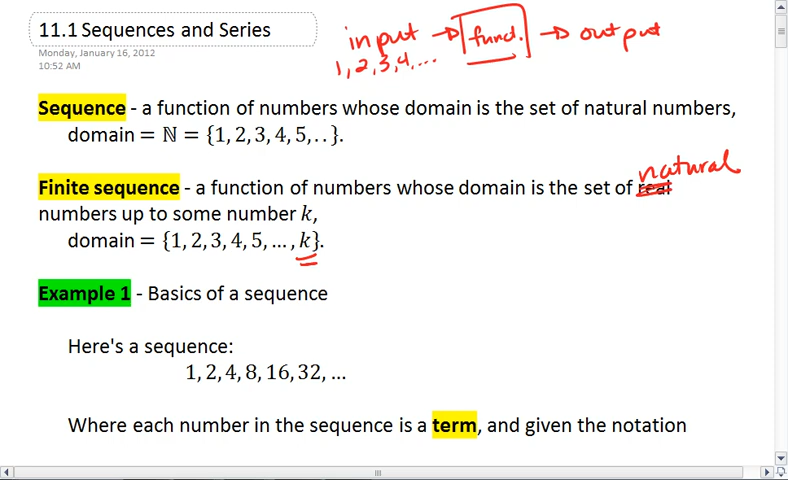 11.1 Sequences and Series
Monday, January 16, 2012
10:52 AM
input → funct. → output
1, 2, 3, 4, ...
Sequence - a function of numbers whose domain is the set of natural numbers,
domain = ℕ = {1, 2, 3, 4, 5, . . }.
natural
Finite sequence - a function of numbers whose domain is the set of real
numbers up to some number k,
domain = {1, 2, 3, 4, 5, ... , k}.
Example 1 - Basics of a sequence
Here's a sequence:
1, 2, 4, 8, 16, 32, ...
Where each number in the sequence is a term, and given the notation